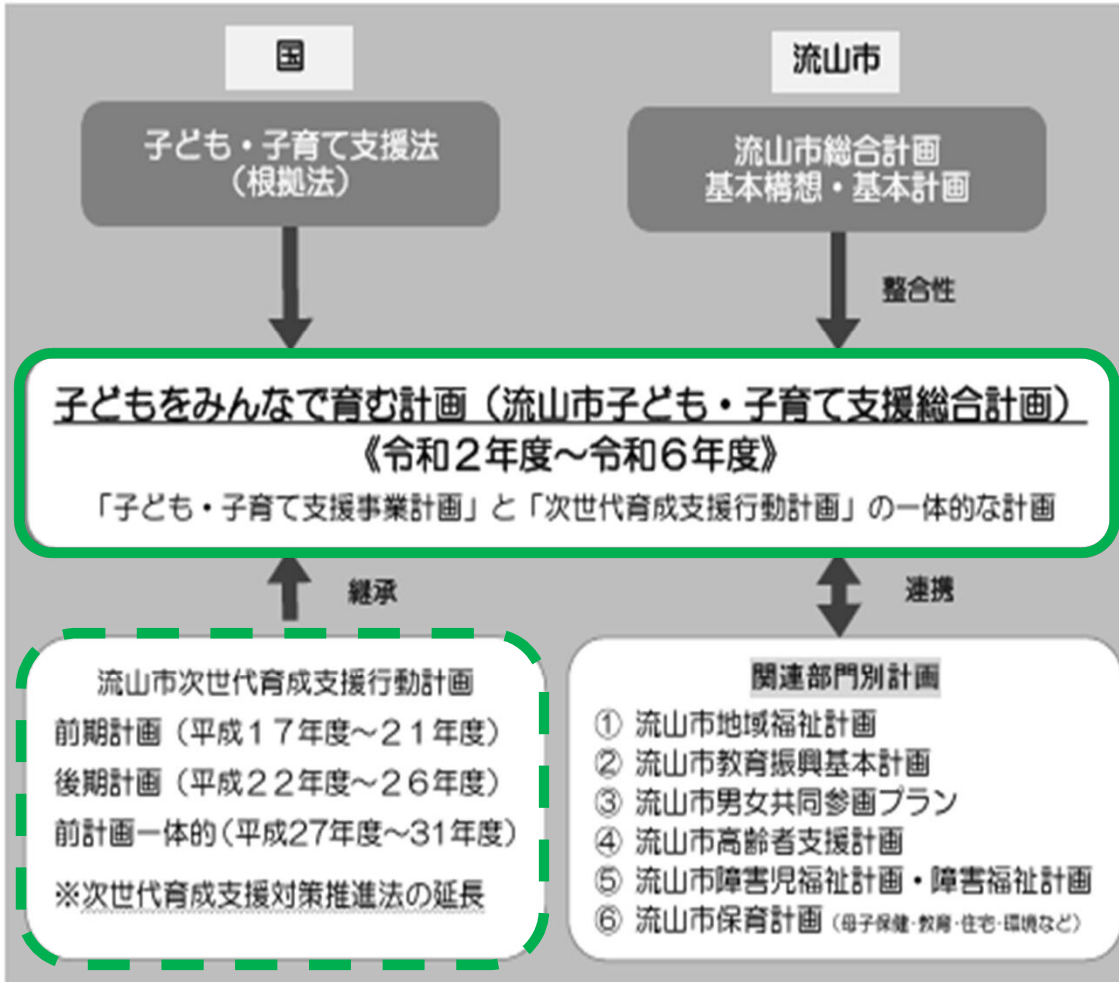 国
流山市
子ども・子育て支援法
（根拠法）
流山市総合計画
基本構想・基本計画
整合性
子どもをみんなで育む計画（流山市子ども・子育て支援総合計画）
《令和２年度～令和６年度》
「子ども・子育て支援事業計画」と「次世代育成支援行動計画」の一体的な計画
継承
連携
流山市次世代育成支援行動計画
前期計画（平成１７年度～２１年度）
後期計画（平成２２年度～２６年度）
前計画一体的（平成27年度～31年度）
※次世代育成支援対策推進法の延長
関連部門別計画
① 流山市地域福祉計画
② 流山市教育振興基本計画
③ 流山市男女共同参画プラン
④ 流山市高齢者支援計画
⑤ 流山市障害児福祉計画・障害福祉計画
⑥ 流山市保育計画（母子保健・教育・住宅・環境など）